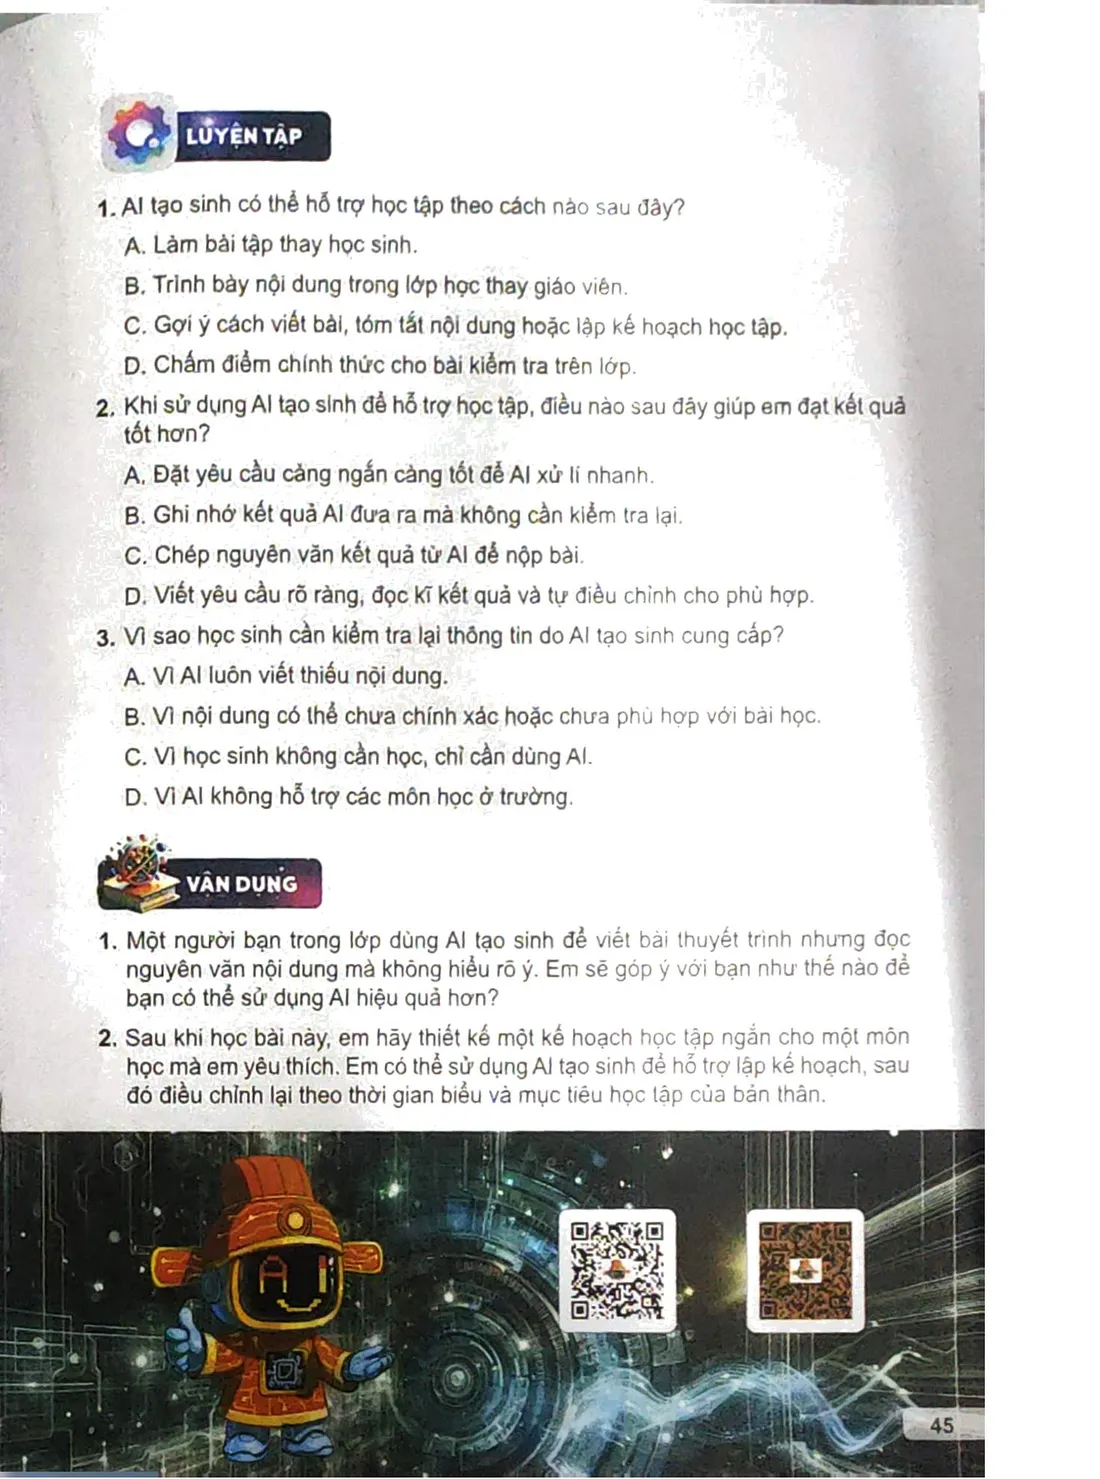 LUYỆN TẬP
1. AI tạo sinh có thể hỗ trợ học tập theo cách nào sau đây?
A. Làm bài tập thay học sinh.
B. Trình bày nội dung trong lớp học thay giáo viên.
C. Gợi ý cách viết bài, tóm tắt nội dung hoặc lập kế hoạch học tập.
D. Chấm điểm chính thức cho bài kiểm tra trên lớp.
2. Khi sử dụng AI tạo sinh để hỗ trợ học tập, điều nào sau đây giúp em đạt kết quả
tốt hơn?
A. Đặt yêu cầu càng ngắn càng tốt để AI xử lí nhanh.
B. Ghi nhớ kết quả AI đưa ra mà không cần kiểm tra lại.
C. Chép nguyên văn kết quả từ AI để nộp bài.
D. Viết yêu cầu rõ ràng, đọc kĩ kết quả và tự điều chỉnh cho phù hợp.
3. Vì sao học sinh cần kiểm tra lại thông tin do AI tạo sinh cung cấp?
A. Vì AI luôn viết thiếu nội dung.
B. Vì nội dung có thể chưa chính xác hoặc chưa phù hợp với bài học.
C. Vì học sinh không cần học, chỉ cần dùng AI.
D. Vì AI không hỗ trợ các môn học ở trường.
VẬN DỤNG
1. Một người bạn trong lớp dùng AI tạo sinh để viết bài thuyết trình nhưng đọc
nguyên văn nội dung mà không hiểu rõ ý. Em sẽ góp ý với bạn như thế nào để
bạn có thể sử dụng AI hiệu quả hơn?
2. Sau khi học bài này, em hãy thiết kế một kế hoạch học tập ngắn cho một môn
học mà em yêu thích. Em có thể sử dụng AI tạo sinh để hỗ trợ lập kế hoạch, sau
đó điều chỉnh lại theo thời gian biểu và mục tiêu học tập của bản thân.
AI
45